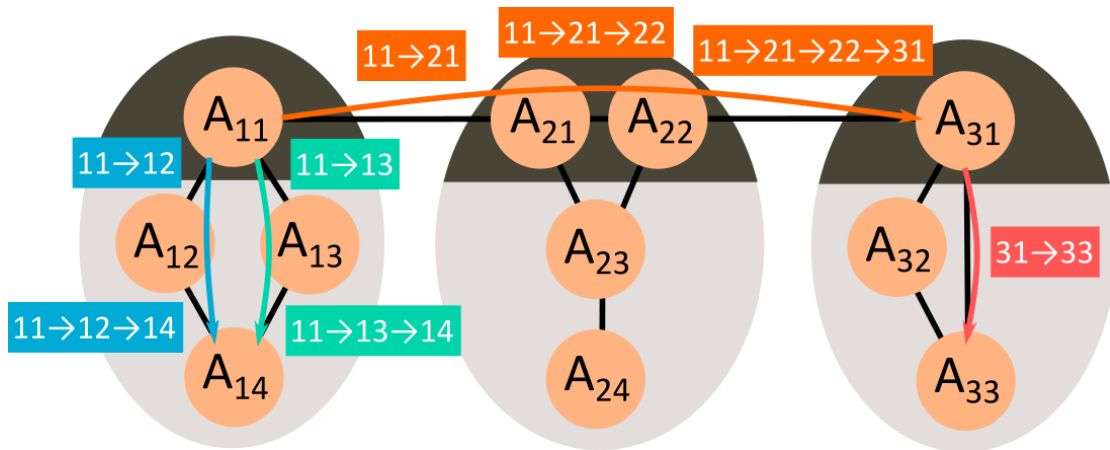 11→21
11→21→22
11→21→22→31
A₁₁
A₂₁
A₂₂
A₃₁
11→12
11→13
A₁₂
A₁₃
A₂₃
A₃₂
31→33
11→12→14
11→13→14
A₁₄
A₂₄
A₃₃